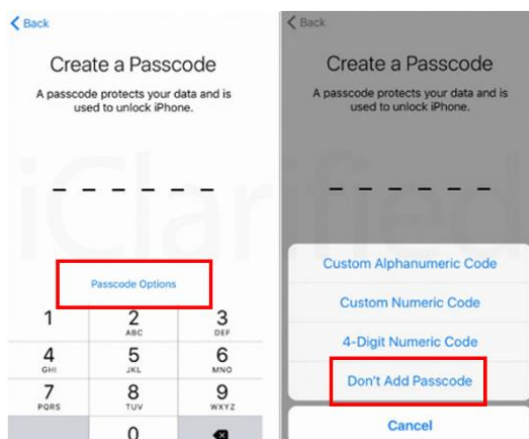 Back
Create a Passcode
A passcode protects your data and is
used to unlock iPhone.
Passcode Options
1
2
ABC
3
DEF
4
GHI
5
JKL
6
MNO
7
PQRS
8
TUV
9
WXYZ
0
Back
Create a Passcode
A passcode protects your data and is
used to unlock iPhone.
Custom Alphanumeric Code
Custom Numeric Code
4-Digit Numeric Code
Don't Add Passcode
Cancel
iClarified